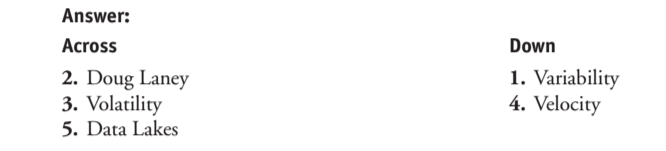 Answer:
Across
2. Doug Laney
3. Volatility
5. Data Lakes
Down
1. Variability
4. Velocity